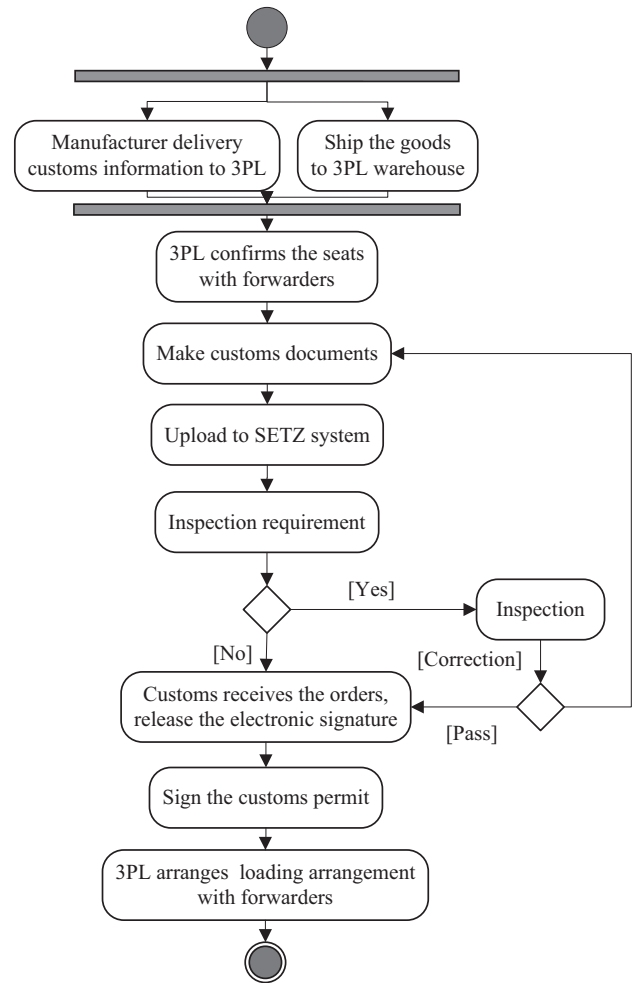 Manufacturer delivery
customs information to 3PL
Ship the goods
to 3PL warehouse
3PL confirms the seats
with forwarders
Make customs documents
Upload to SETZ system
Inspection requirement
[Yes]
Inspection
[No]
[Correction]
Customs receives the orders,
release the electronic signature
[Pass]
Sign the customs permit
3PL arranges loading arrangement
with forwarders